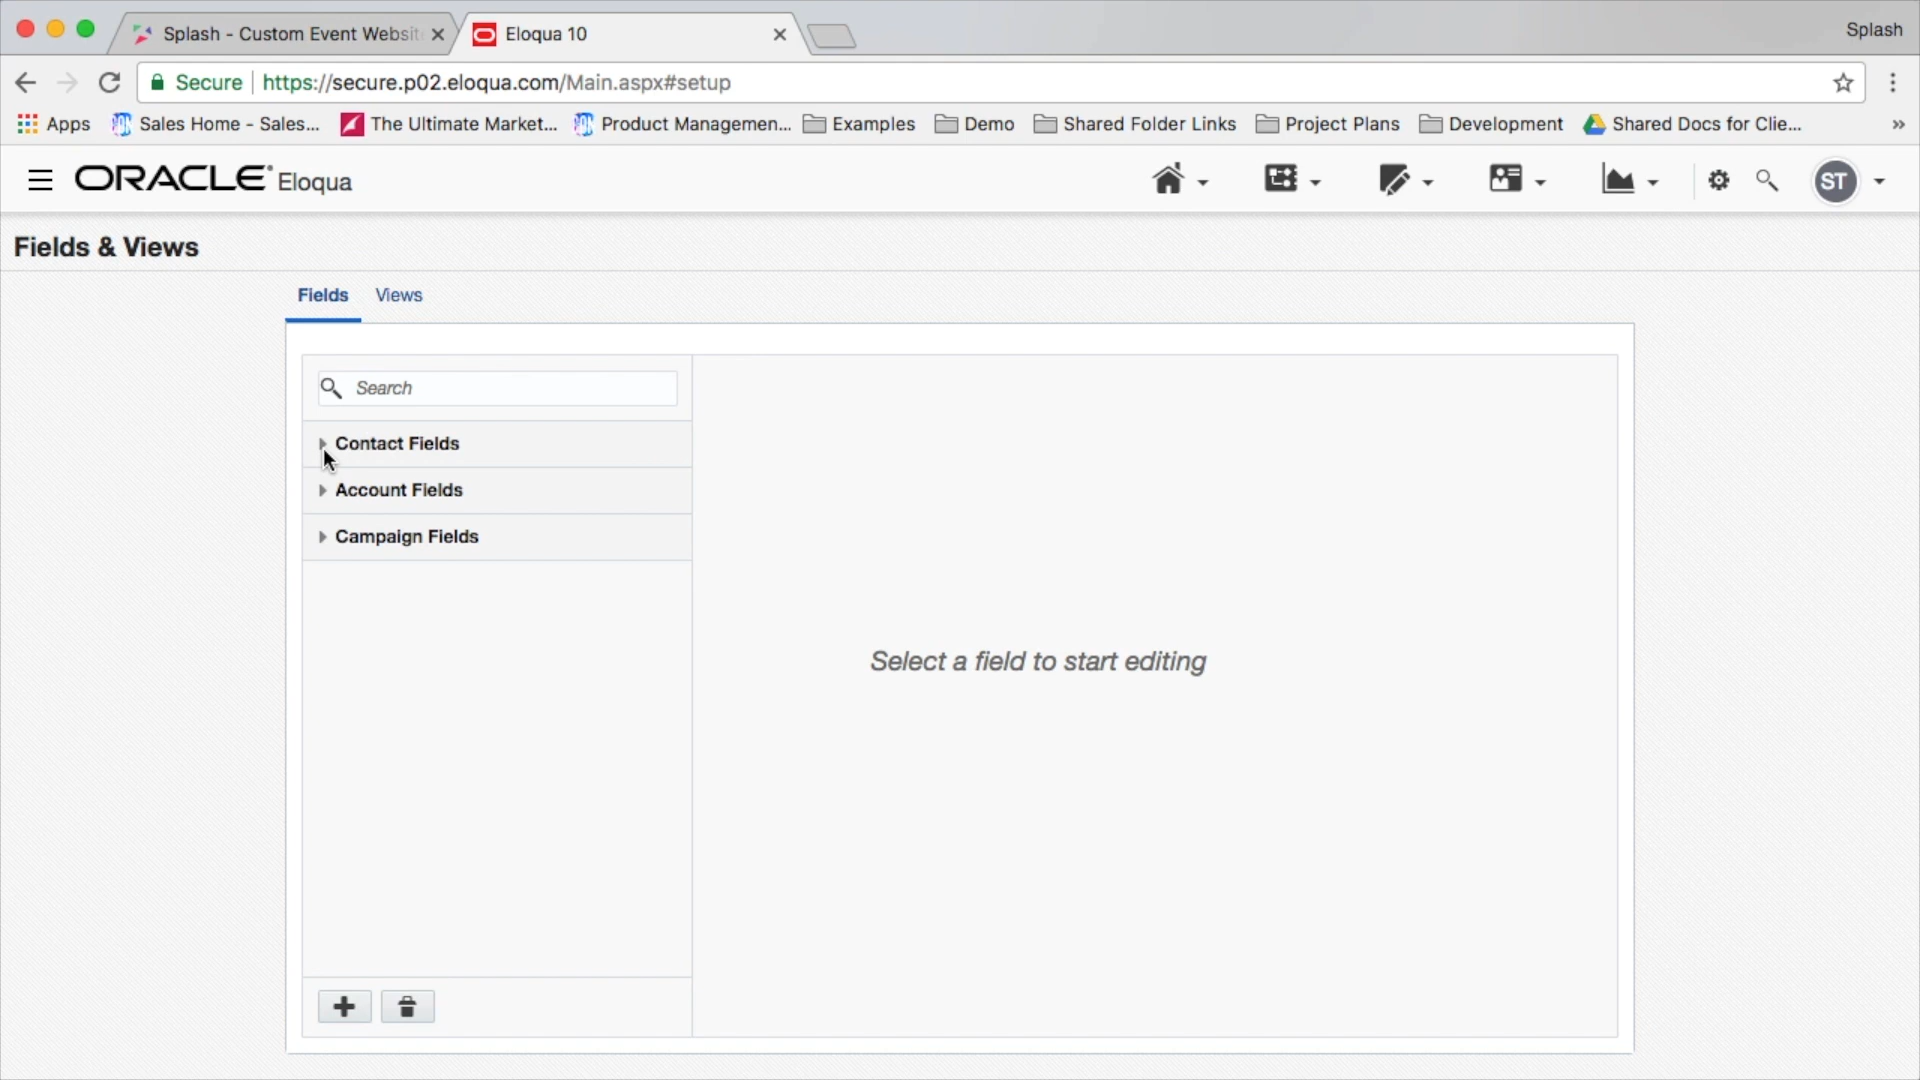 Splash - Custom Event Websit
Eloqua 10
Splash
Secure
https://secure.p02.eloqua.com/Main.aspx#setup
Apps
Sales Home - Sales...
The Ultimate Market...
Product Managemen...
Examples
Demo
Shared Folder Links
Project Plans
Development
Shared Docs for Clie...
»
ORACLE® Eloqua
ST
Fields & Views
Fields
Views
Search
Contact Fields
Account Fields
Campaign Fields
Select a field to start editing